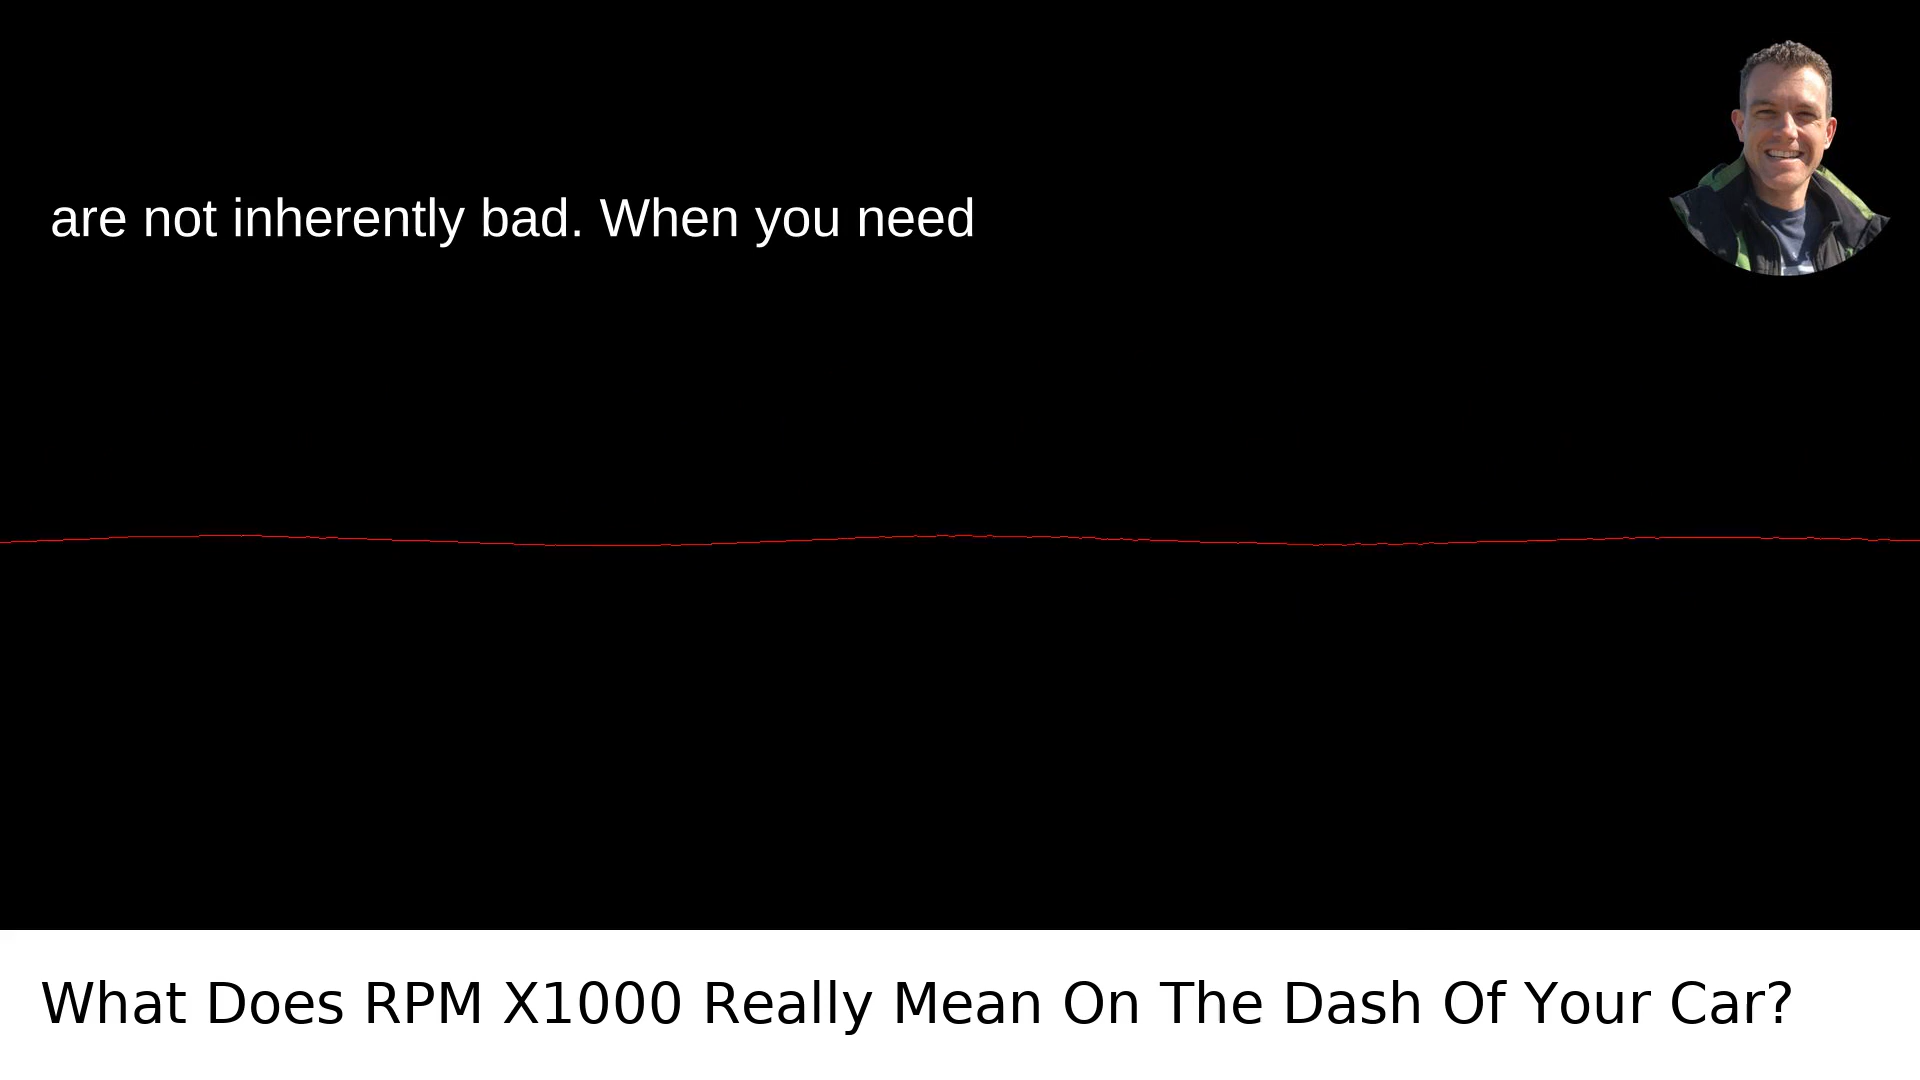 are not inherently bad. When you need
What Does RPM X1000 Really Mean On The Dash Of Your Car?